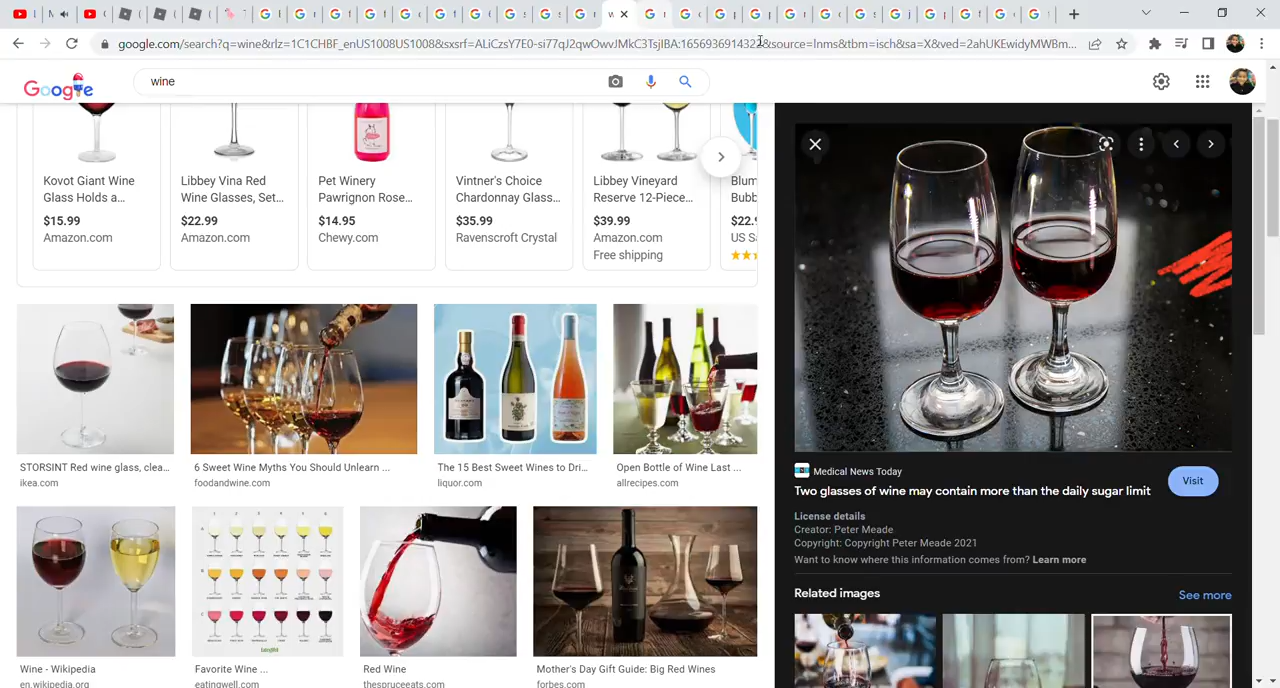 google.com/search?q=wine&rlz=1C1CHBF_enUS1008US1008&sxsrf=ALiCzsY7E0-si77qJ2qwOwvJMkC3TsjIBA:1656936914322&source=lnms&tbm=isch&sa=X&ved=2ahUKEwidyMWBm...
Google
wine
Kovot Giant Wine
Glass Holds a...
$15.99
Amazon.com
Libbey Vina Red
Wine Glasses, Set...
$22.99
Amazon.com
Pet Winery
Pawrignon Rose...
$14.95
Chewy.com
Vintner's Choice
Chardonnay Glass...
$35.99
Ravenscroft Crystal
Libbey Vineyard
Reserve 12-Piece...
$39.99
Amazon.com
Free shipping
Blum
Bubb
$22.
US Sa
STORSINT Red wine glass, clea...
ikea.com
6 Sweet Wine Myths You Should Unlearn ...
foodandwine.com
The 15 Best Sweet Wines to Dri...
liquor.com
Open Bottle of Wine Last ...
allrecipes.com
Wine - Wikipedia
en.wikipedia.org
Favorite Wine ...
eatingwell.com
Red Wine
thespruceeats.com
Mother's Day Gift Guide: Big Red Wines
forbes.com
Medical News Today
Two glasses of wine may contain more than the daily sugar limit
Visit
License details
Creator: Peter Meade
Copyright: Copyright Peter Meade 2021
Want to know where this information comes from? Learn more
Related images
See more